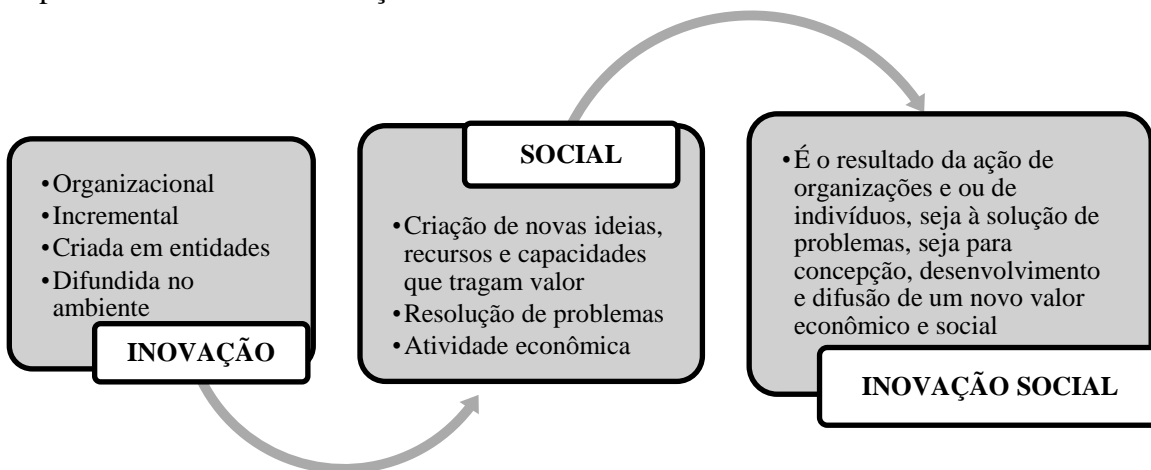 •Organizacional
•Incremental
•Criada em entidades
•Difundida no
ambiente
INOVAÇÃO
SOCIAL
•Criação de novas ideias,
recursos e capacidades
que tragam valor
•Resolução de problemas
•Atividade econômica
•É o resultado da ação de
organizações e ou de
indivíduos, seja à solução de
problemas, seja para
concepção, desenvolvimento
e difusão de um novo valor
econômico e social
INOVAÇÃO SOCIAL